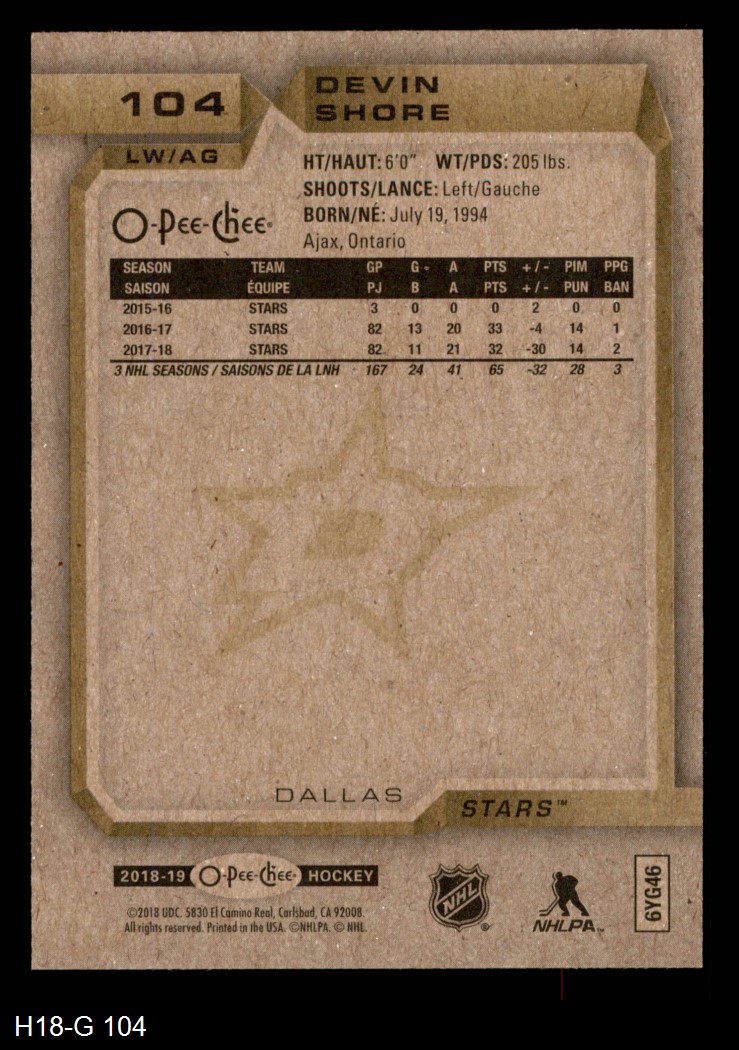 104
DEVIN
SHORE
LW/AG
HT/HAUT: 6'0" WT/PDS: 205 lbs.
SHOOTS/LANCE: Left/Gauche
BORN/NÉ: July 19, 1994
Ajax, Ontario
O-Pee-Chee
SEASON TEAM GP G - A PTS + / - PIM PPG
SAISON ÉQUIPE PJ B A PTS + / - PUN BAN
2015-16 STARS 3 0 0 0 2 0 0
2016-17 STARS 82 13 20 33 -4 14 1
2017-18 STARS 82 11 21 32 -30 14 2
3 NHL SEASONS / SAISONS DE LA LNH 167 24 41 65 -32 28 3
DALLAS
STARS™
2018-19 O-Pee-Chee HOCKEY
©2018 UDC. 5830 El Camino Real, Carlsbad, CA 92008.
All rights reserved. Printed in the USA. ©NHLPA. © NHL.
NHL
®
NHLPA™
6YG46
H18-G 104